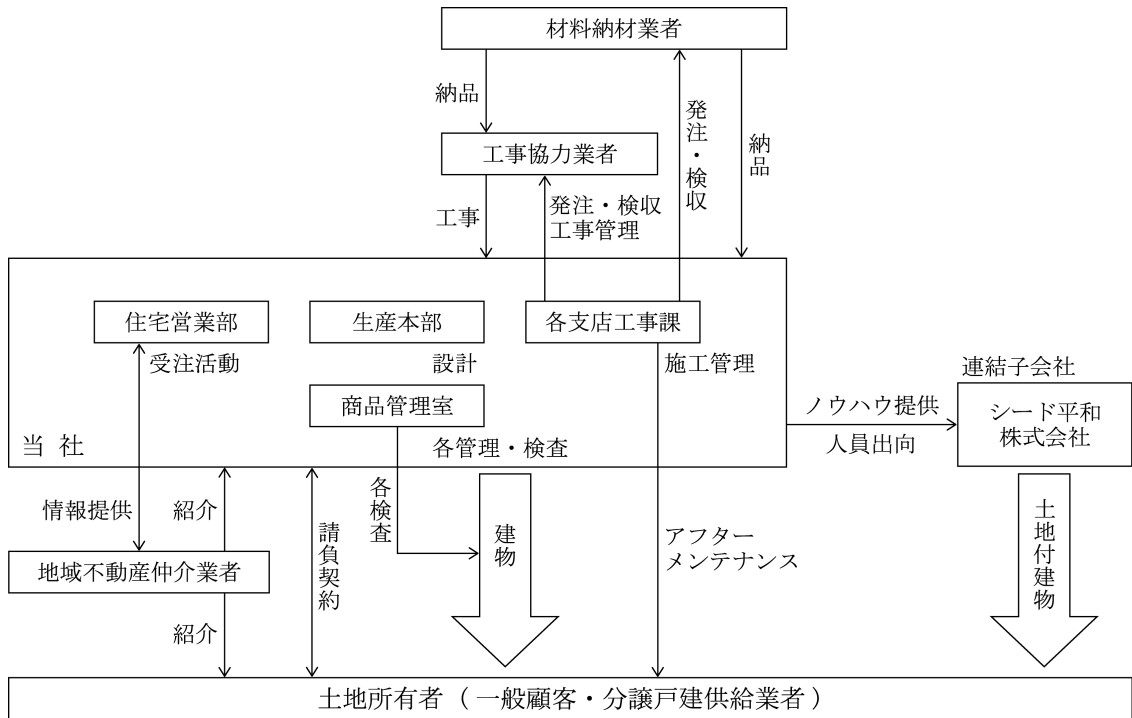 材料納材業者
納品
発注・検収
納品
工事協力業者
工事
発注・検収
工事管理
住宅営業部
生産本部
各支店工事課
受注活動
設計
施工管理
商品管理室
当 社
各管理・検査
連結子会社
ノウハウ提供
人員出向
シード平和
株式会社
情報提供
紹介
請負契約
各検査
建物
アフター
メンテナンス
土地付建物
地域不動産仲介業者
紹介
土地所有者（一般顧客・分譲戸建供給業者）